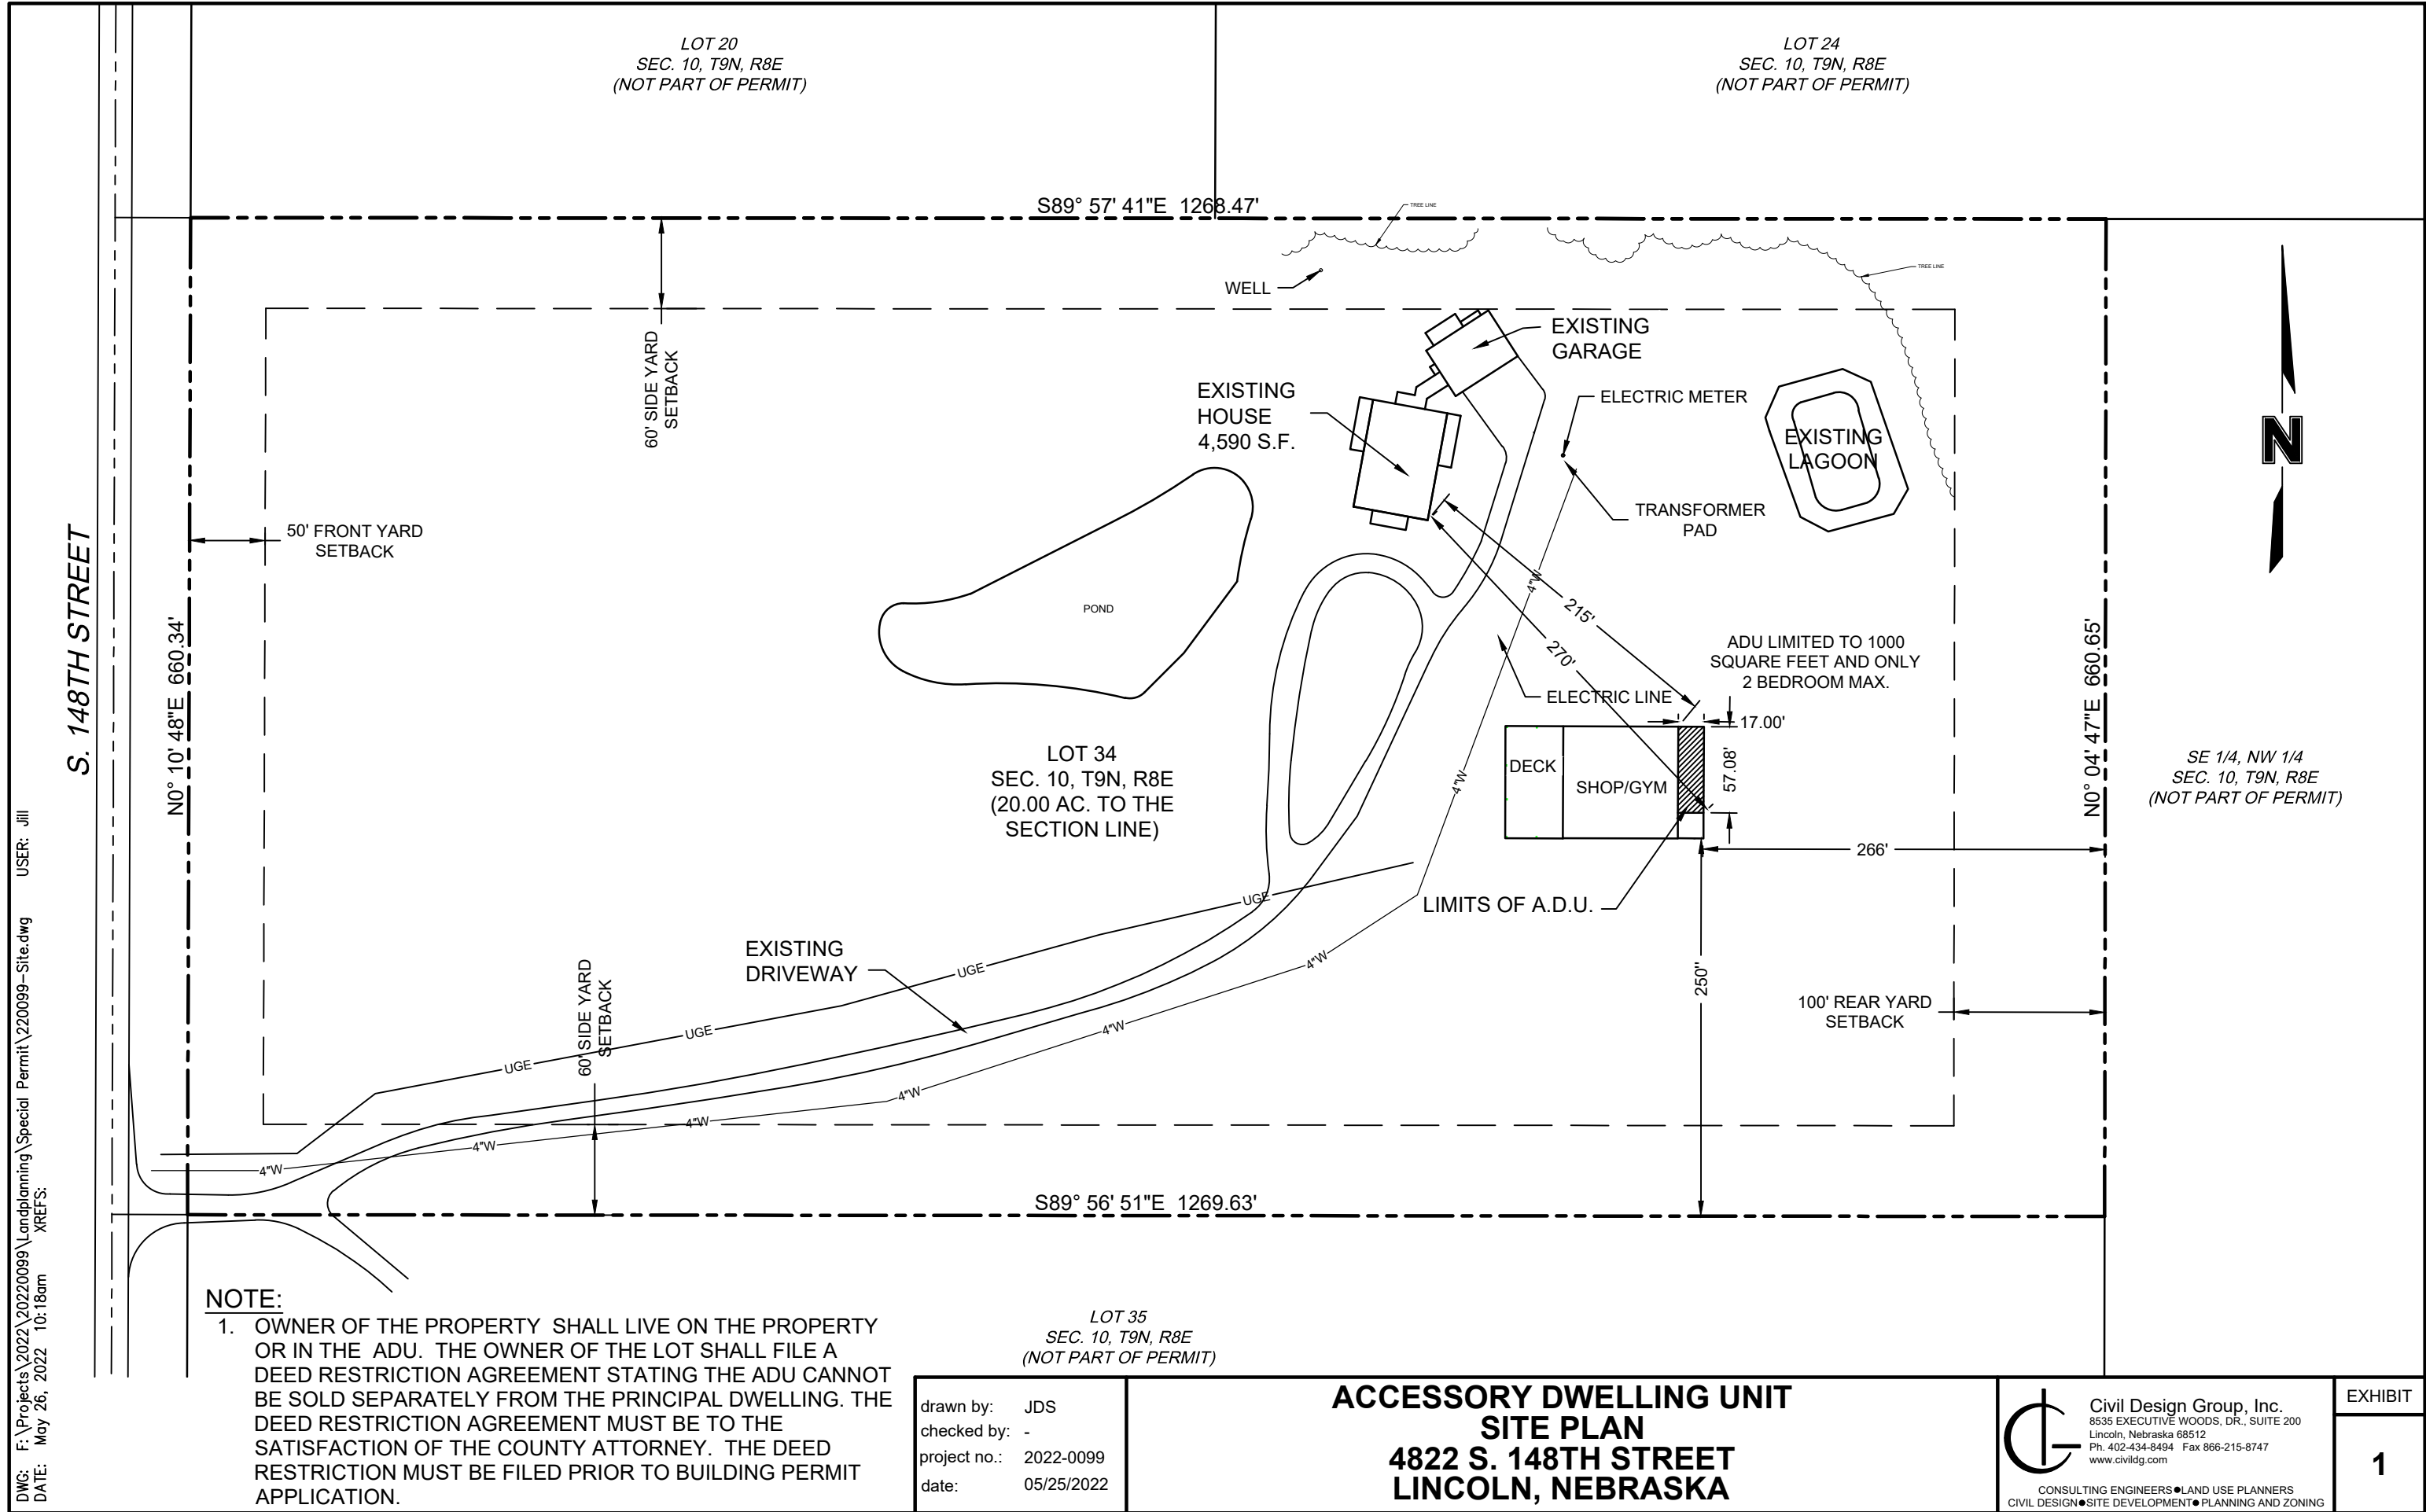 LOT 20
SEC. 10, T9N, R8E
(NOT PART OF PERMIT)
LOT 24
SEC. 10, T9N, R8E
(NOT PART OF PERMIT)
S89° 57' 41"E 1268.47'
TREE LINE
TREE LINE
WELL
60' SIDE YARD
SETBACK
EXISTING
GARAGE
EXISTING
HOUSE
4,590 S.F.
ELECTRIC METER
EXISTING
LAGOON
TRANSFORMER
PAD
N
50' FRONT YARD
SETBACK
S. 148TH STREET
N0° 10' 48"E 660.34'
POND
4"W
215'
270'
ADU LIMITED TO 1000
SQUARE FEET AND ONLY
2 BEDROOM MAX.
ELECTRIC LINE
17.00'
57.08'
DECK
SHOP/GYM
4"W
LOT 34
SEC. 10, T9N, R8E
(20.00 AC. TO THE
SECTION LINE)
N0° 04' 47"E 660.65'
SE 1/4, NW 1/4
SEC. 10, T9N, R8E
(NOT PART OF PERMIT)
266'
LIMITS OF A.D.U.
UGE
EXISTING
DRIVEWAY
UGE
4"W
250"
60' SIDE YARD
SETBACK
UGE
4"W
100' REAR YARD
SETBACK
UGE
4"W
4"W
4"W
4"W
S89° 56' 51"E 1269.63'
NOTE:
1. OWNER OF THE PROPERTY SHALL LIVE ON THE PROPERTY
OR IN THE ADU. THE OWNER OF THE LOT SHALL FILE A
DEED RESTRICTION AGREEMENT STATING THE ADU CANNOT
BE SOLD SEPARATELY FROM THE PRINCIPAL DWELLING. THE
DEED RESTRICTION AGREEMENT MUST BE TO THE
SATISFACTION OF THE COUNTY ATTORNEY. THE DEED
RESTRICTION MUST BE FILED PRIOR TO BUILDING PERMIT
APPLICATION.
LOT 35
SEC. 10, T9N, R8E
(NOT PART OF PERMIT)
DWG: F:\Projects\2022\20220099\Landplanning\Special Permit\220099-Site.dwg USER: Jill
DATE: May 26, 2022 10:18am XREFS:
drawn by: JDS
checked by: -
project no.: 2022-0099
date: 05/25/2022
ACCESSORY DWELLING UNIT
SITE PLAN
4822 S. 148TH STREET
LINCOLN, NEBRASKA
Civil Design Group, Inc.
8535 EXECUTIVE WOODS, DR., SUITE 200
Lincoln, Nebraska 68512
Ph. 402-434-8494 Fax 866-215-8747
www.civildg.com
CONSULTING ENGINEERS●LAND USE PLANNERS
CIVIL DESIGN●SITE DEVELOPMENT●PLANNING AND ZONING
EXHIBIT
1